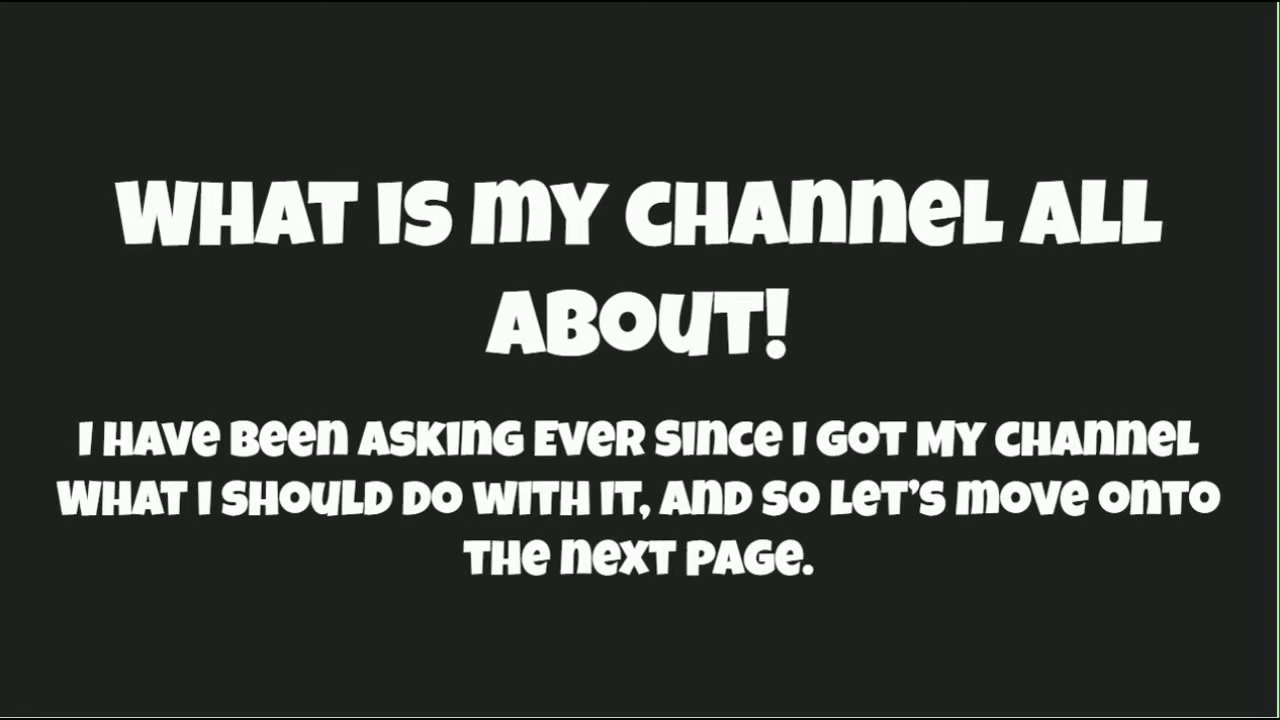 WHAT IS MY CHANNEL ALL
ABOUT!
I HAVE BEEN ASKING EVER SINCE I GOT MY CHANNEL
WHAT I SHOULD DO WITH IT, AND SO LET'S MOVE ONTO
THE NEXT PAGE.